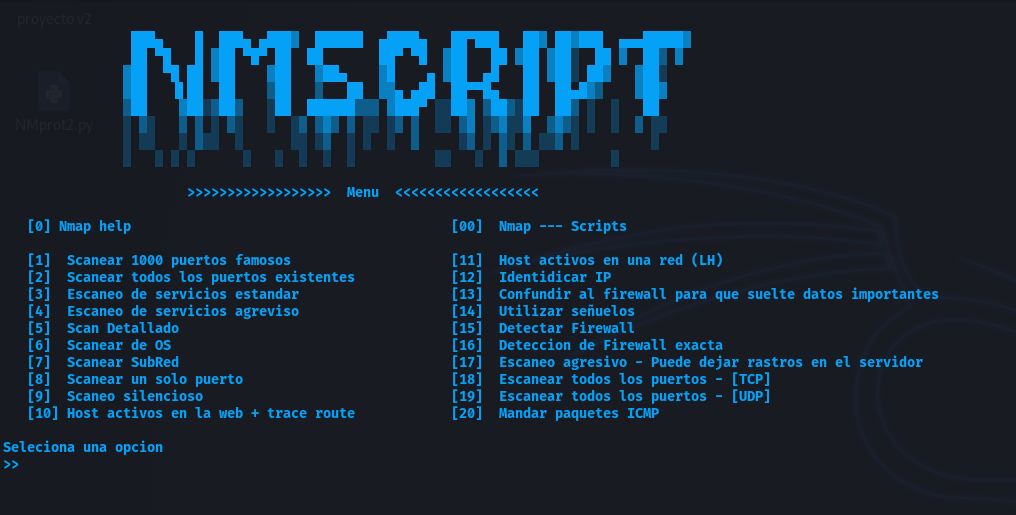 proyecto v2
NMSCRIPT
NMprot2.py
>>>>>>>>>>>>>>>>>> Menu <<<<<<<<<<<<<<<<<<
[0] Nmap help [00] Nmap --- Scripts
[1] Scanear 1000 puertos famosos [11] Host activos en una red (LH)
[2] Scanear todos los puertos existentes [12] Identidicar IP
[3] Escaneo de servicios estandar [13] Confundir al firewall para que suelte datos importantes
[4] Escaneo de servicios agreviso [14] Utilizar señuelos
[5] Scan Detallado [15] Detectar Firewall
[6] Scanear de OS [16] Deteccion de Firewall exacta
[7] Scanear SubRed [17] Escaneo agresivo - Puede dejar rastros en el servidor
[8] Scanear un solo puerto [18] Escanear todos los puertos - [TCP]
[9] Scaneo silencioso [19] Escanear todos los puertos - [UDP]
[10] Host activos en la web + trace route [20] Mandar paquetes ICMP
Seleciona una opcion
>>